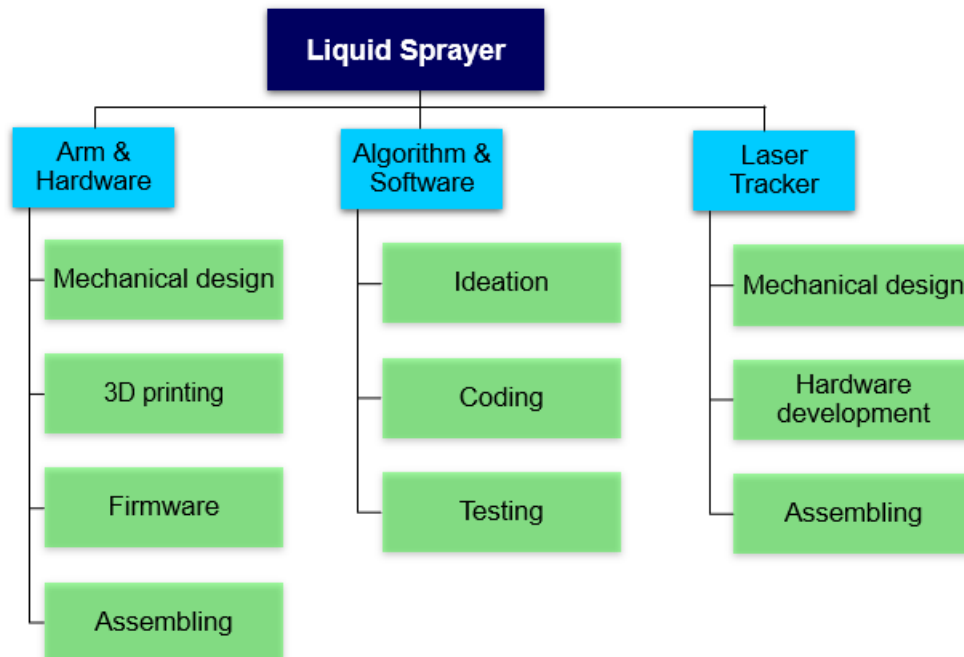 Liquid Sprayer
Arm &
Hardware
Mechanical design
3D printing
Firmware
Assembling
Algorithm &
Software
Ideation
Coding
Testing
Laser
Tracker
Mechanical design
Hardware
development
Assembling